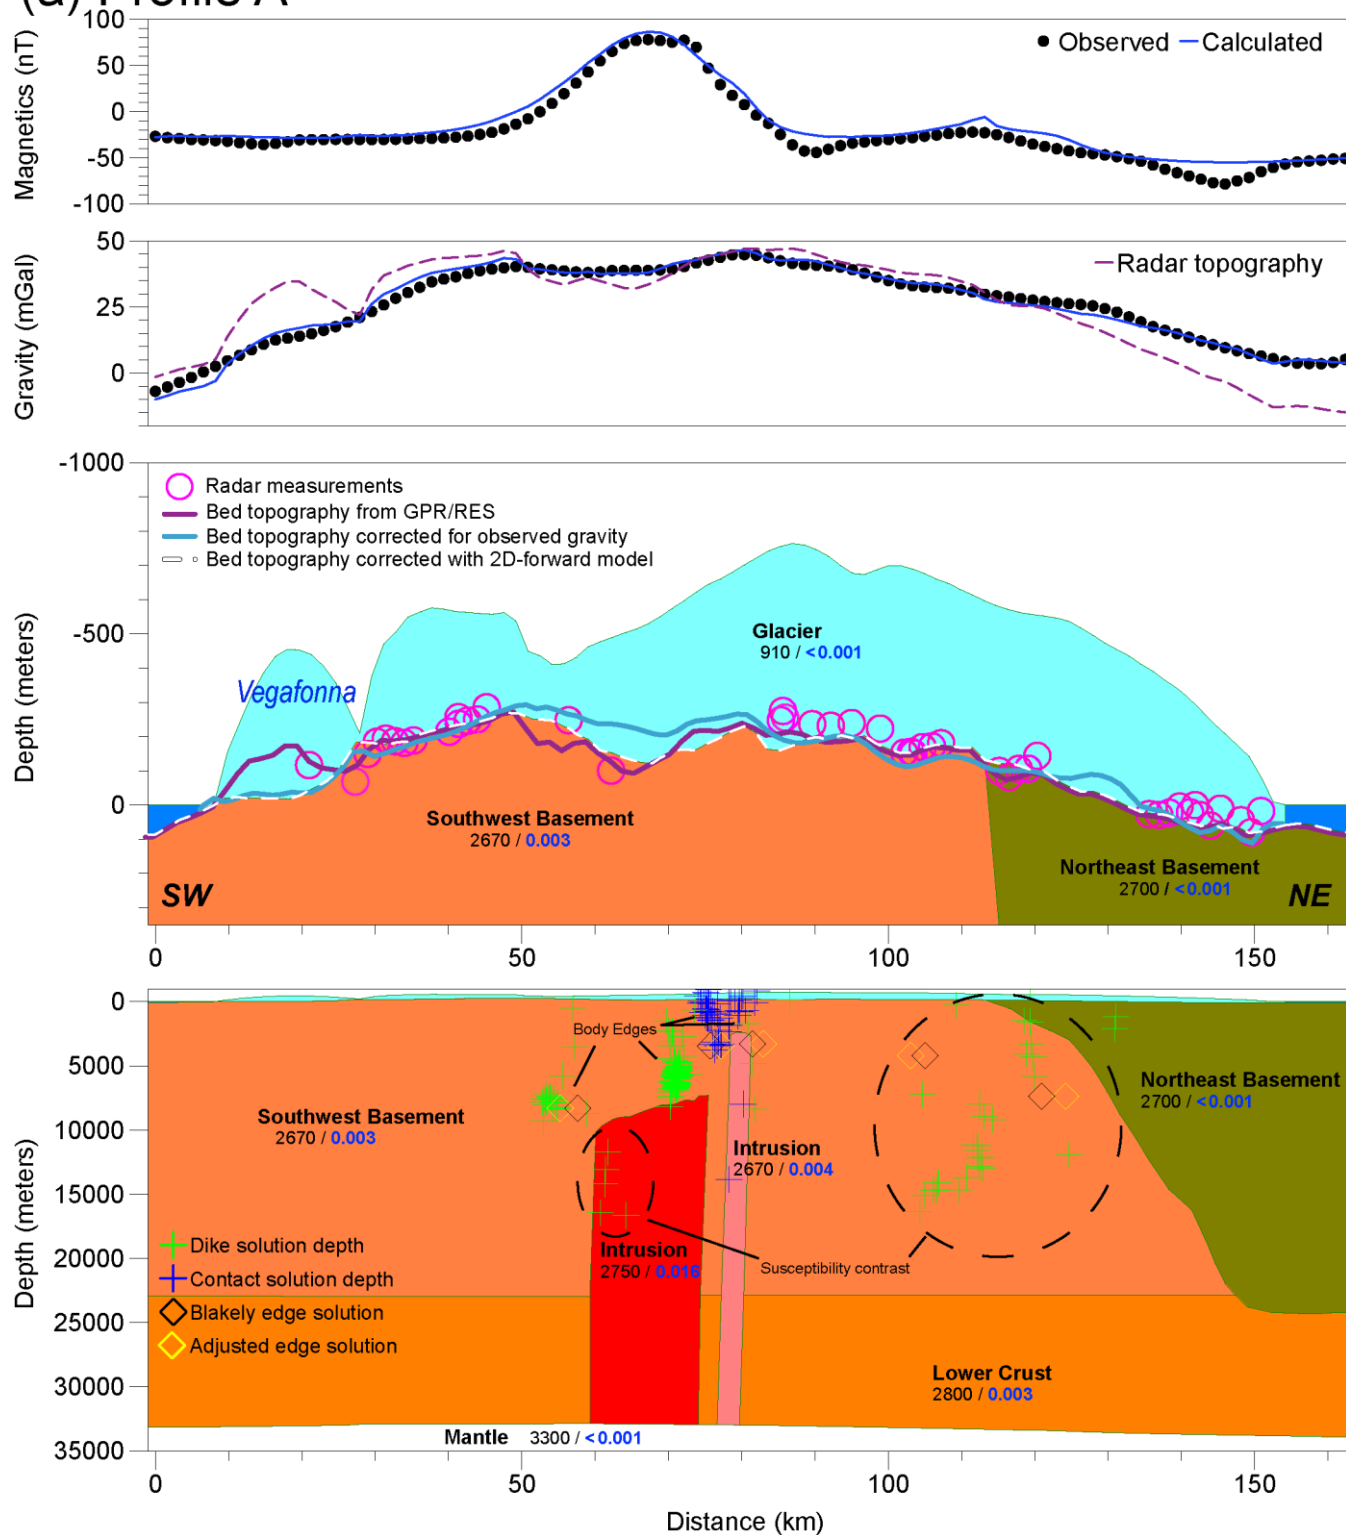 (a) Profile A
100
50
0
-50
-100
Magnetics (nT)
Observed
Calculated
50
25
0
Gravity (mGal)
Radar topography
-1000
-500
0
Depth (meters)
Radar measurements
Bed topography from GPR/RES
Bed topography corrected for observed gravity
Bed topography corrected with 2D-forward model
Glacier
910 / <0.001
Vegafonna
Southwest Basement
2670 / 0.003
Northeast Basement
2700 / <0.001
SW
NE
0
50
100
150
0
5000
10000
15000
20000
25000
30000
35000
Depth (meters)
Body Edges
Southwest Basement
2670 / 0.003
Northeast Basement
2700 / <0.001
Intrusion
2670 / 0.004
Intrusion
2750 / 0.016
Susceptibility contrast
Dike solution depth
Contact solution depth
Blakely edge solution
Adjusted edge solution
Lower Crust
2800 / 0.003
Mantle 3300 / <0.001
0
50
100
150
Distance (km)